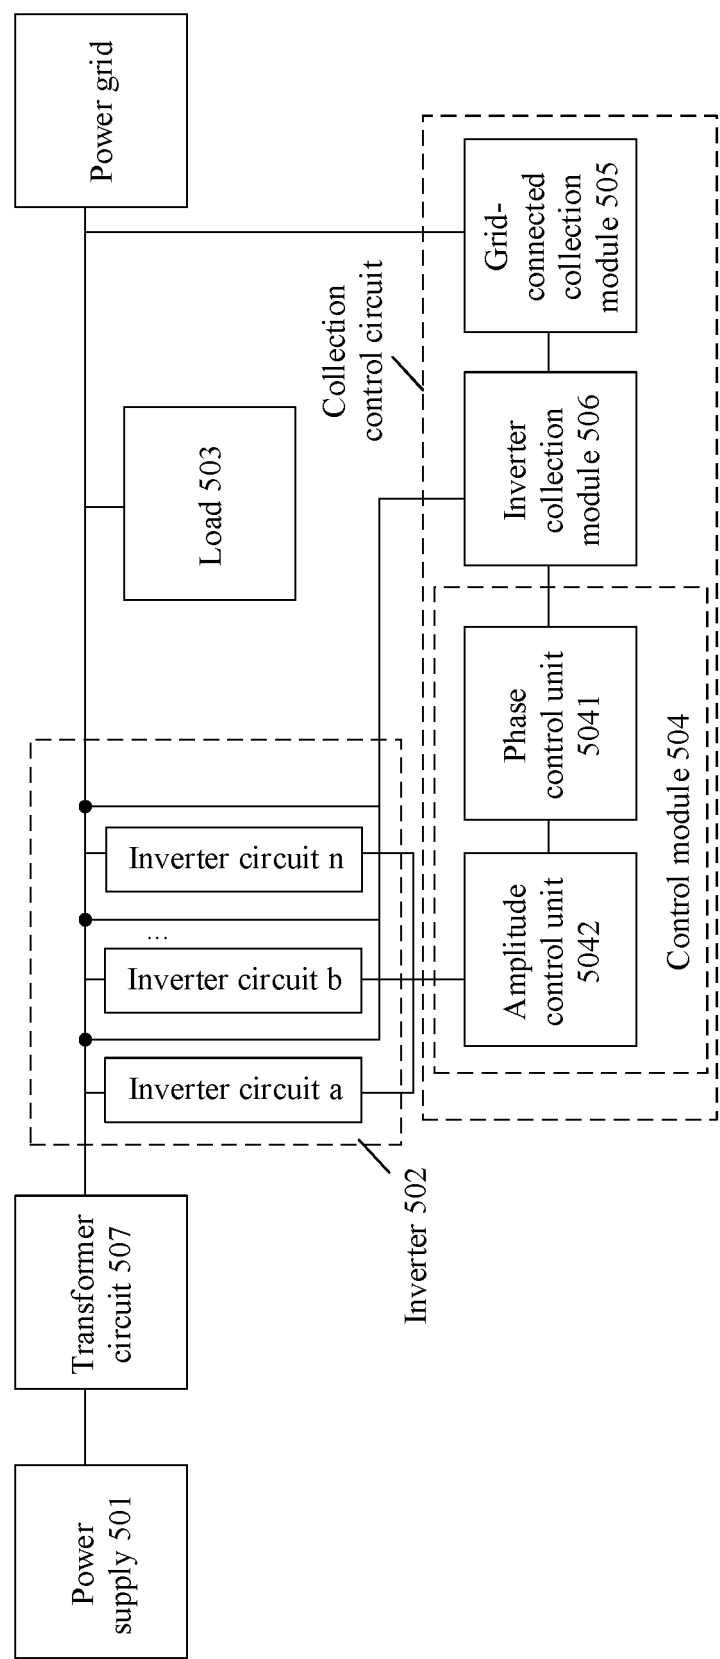 Power
supply 501
Transformer
circuit 507
Inverter 502
Inverter circuit a
Inverter circuit b
...
Inverter circuit n
Load 503
Power grid
Collection
control circuit
Amplitude
control unit
5042
Phase
control unit
5041
Control module 504
Inverter
collection
module 506
Grid-
connected
collection
module 505